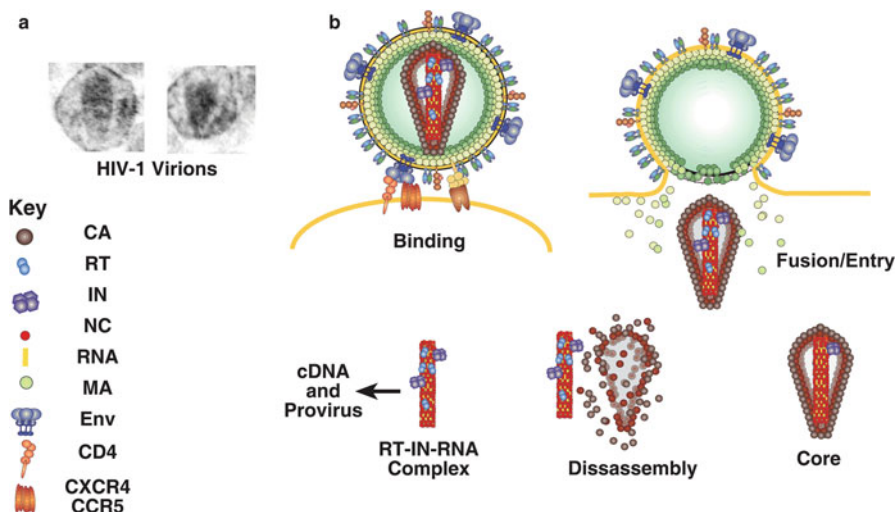 a
b
HIV-1 Virions
Binding
Fusion/Entry
Key
CA
RT
IN
NC
RNA
MA
Env
CD4
CXCR4
CCR5
cDNA
and
Provirus
RT-IN-RNA
Complex
Dissassembly
Core